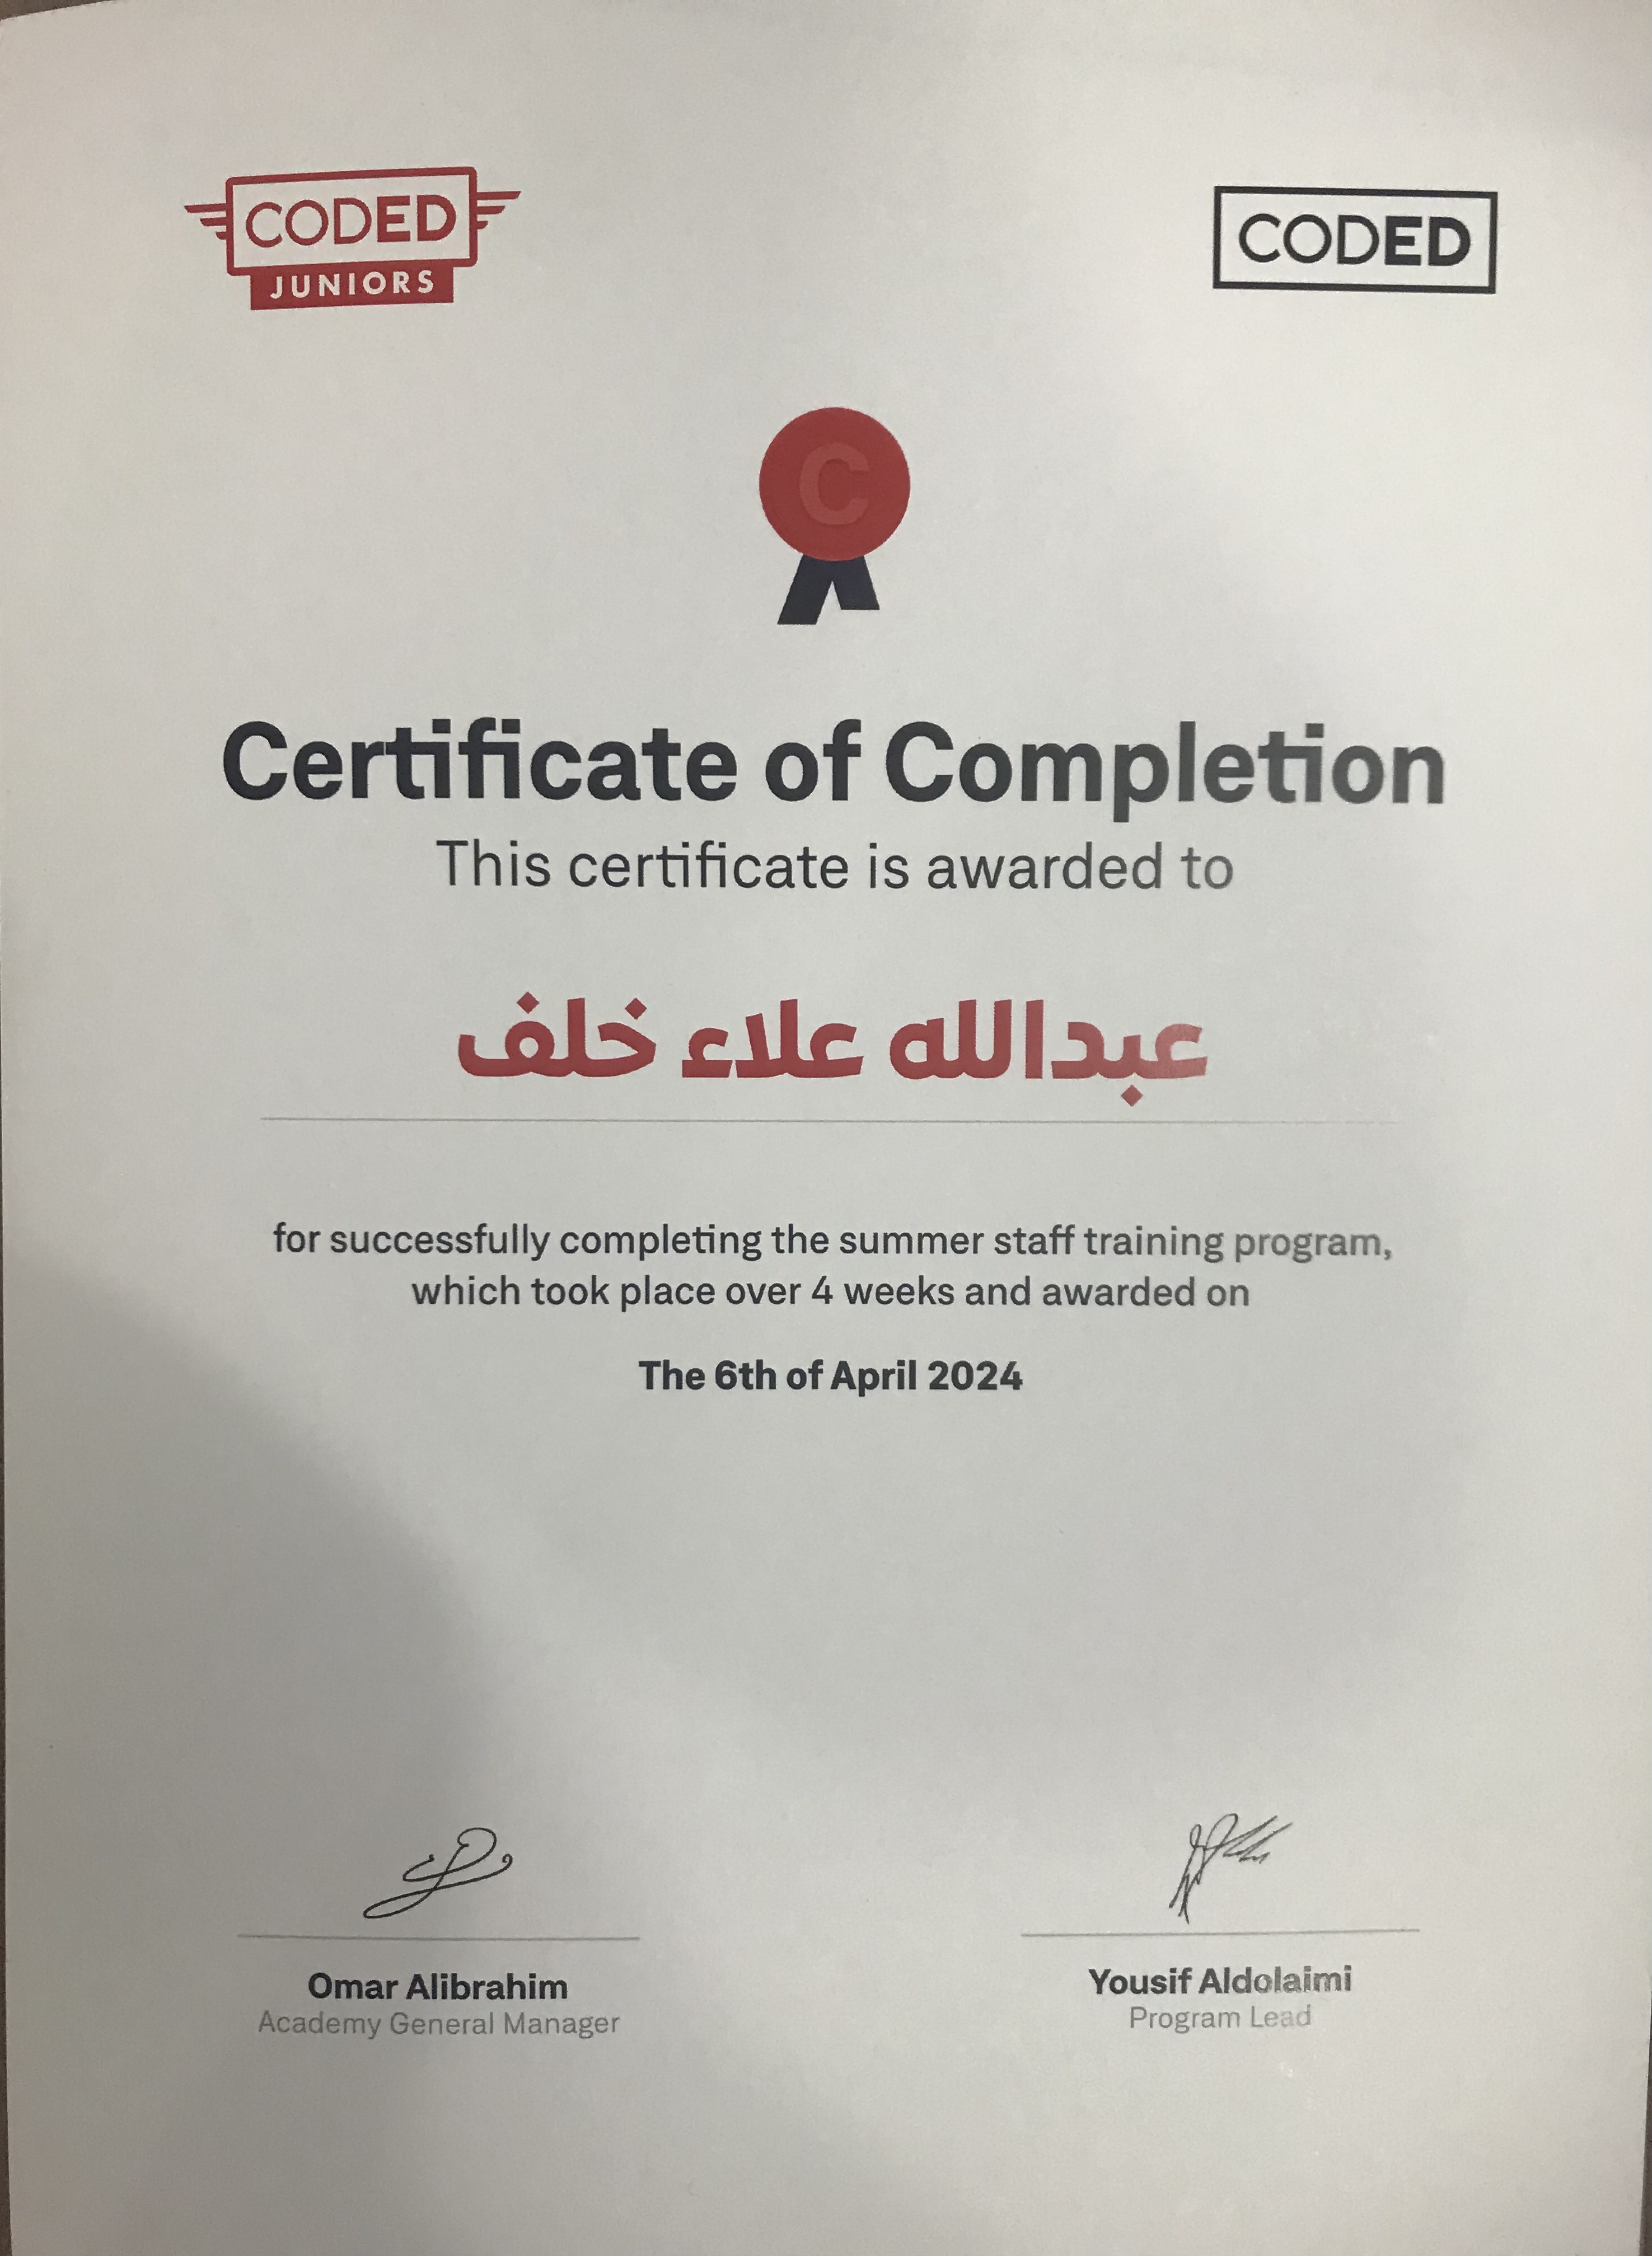 CODED
JUNIORS
CODED
C
Certificate of Completion
This certificate is awarded to
عبدالله علاء خلف
for successfully completing the summer staff training program,
which took place over 4 weeks and awarded on
The 6th of April 2024
Omar Alibrahim
Academy General Manager
Yousif Aldolaimi
Program Lead